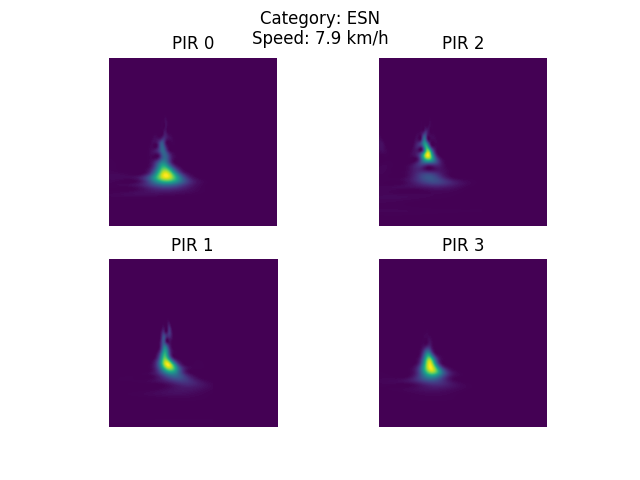 Category: ESN
Speed: 7.9 km/h
PIR 0
PIR 2
PIR 1
PIR 3